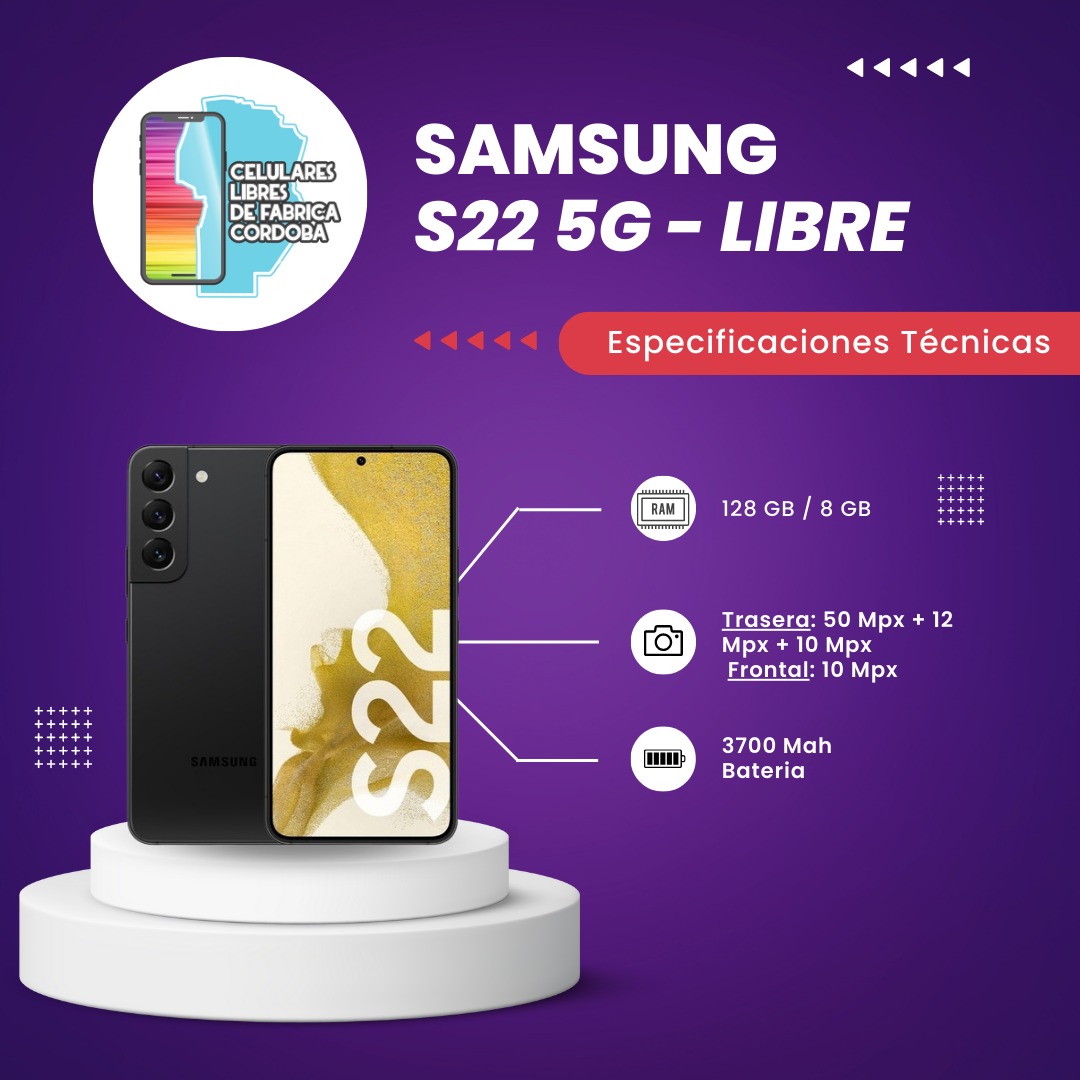 CELULARES
LIBRES
DE FABRICA
CORDOBA
SAMSUNG
S22 5G - LIBRE
Especificaciones Técnicas
RAM
128 GB / 8 GB
Trasera: 50 Mpx + 12
Mpx + 10 Mpx
Frontal: 10 Mpx
3700 Mah
Bateria
S22
SAMSUNG